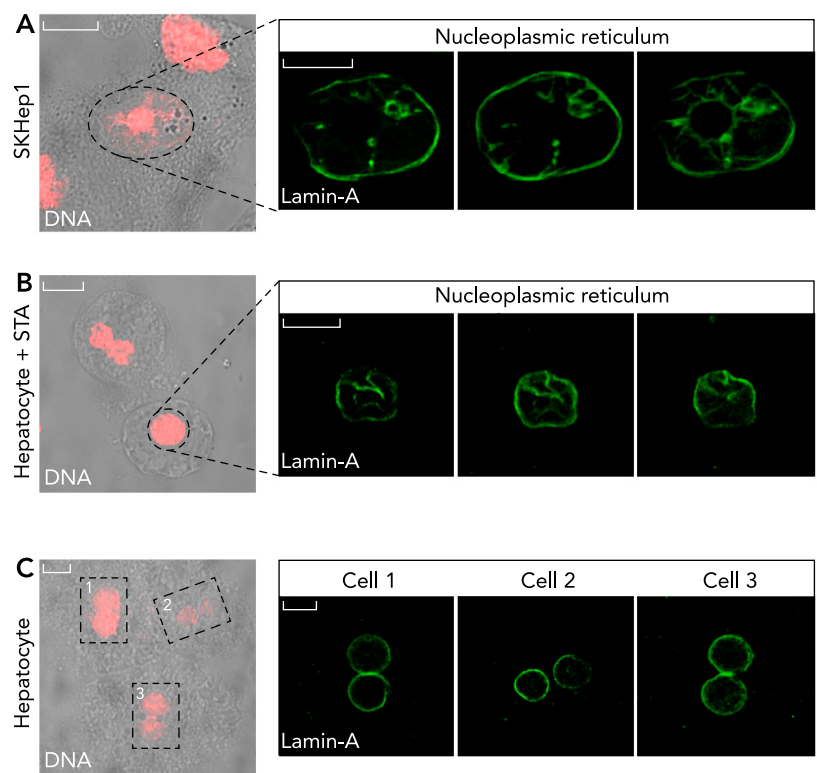 A
SKHep1
DNA
Nucleoplasmic reticulum
Lamin-A
B
Hepatocyte + STA
DNA
Nucleoplasmic reticulum
Lamin-A
C
Hepatocyte
1
2
3
DNA
Cell 1
Cell 2
Cell 3
Lamin-A